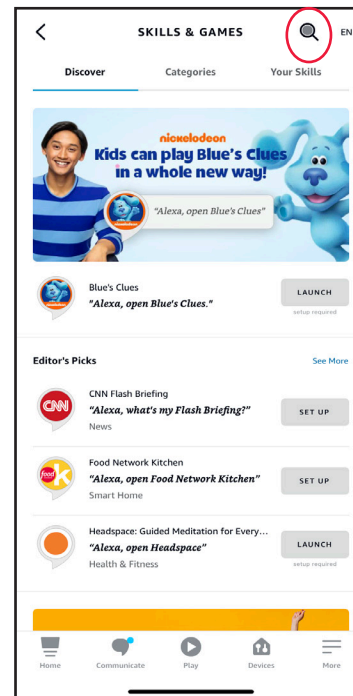 SKILLS & GAMES
EN
Discover Categories Your Skills
nickelodeon
Kids can play Blue's Clues
in a whole new way!
"Alexa, open Blue's Clues"
Blue's Clues
"Alexa, open Blue's Clues."
LAUNCH
setup required
Editor's Picks
See More
CNN
CNN Flash Briefing
"Alexa, what's my Flash Briefing?"
News
SET UP
food
k
Food Network Kitchen
"Alexa, open Food Network Kitchen"
Smart Home
SET UP
Headspace: Guided Meditation for Every...
"Alexa, open Headspace"
Health & Fitness
LAUNCH
setup required
Home Communicate Play Devices More